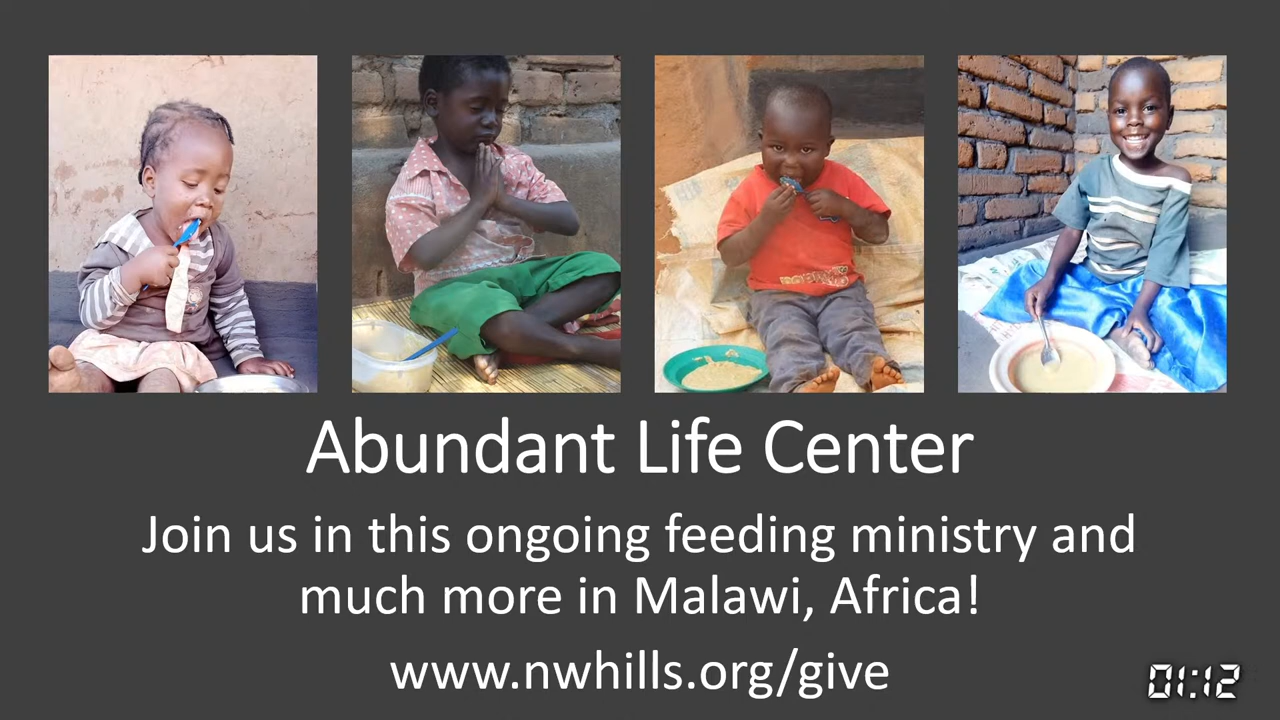 Abundant Life Center
Join us in this ongoing feeding ministry and
much more in Malawi, Africa!
www.nwhills.org/give
01:12